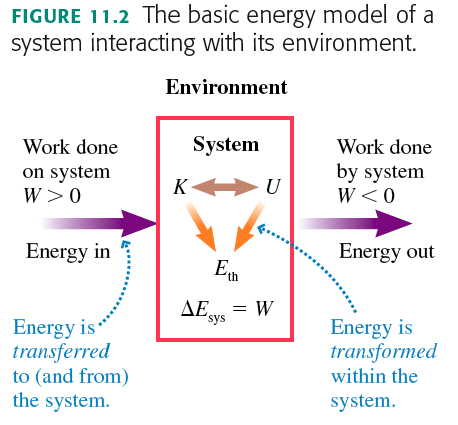 FIGURE 11.2 The basic energy model of a
system interacting with its environment.
Environment
Work done
on system
W > 0
Energy in
System
K
U
E_th
ΔE_sys = W
Work done
by system
W < 0
Energy out
Energy is
transferred
to (and from)
the system.
Energy is
transformed
within the
system.